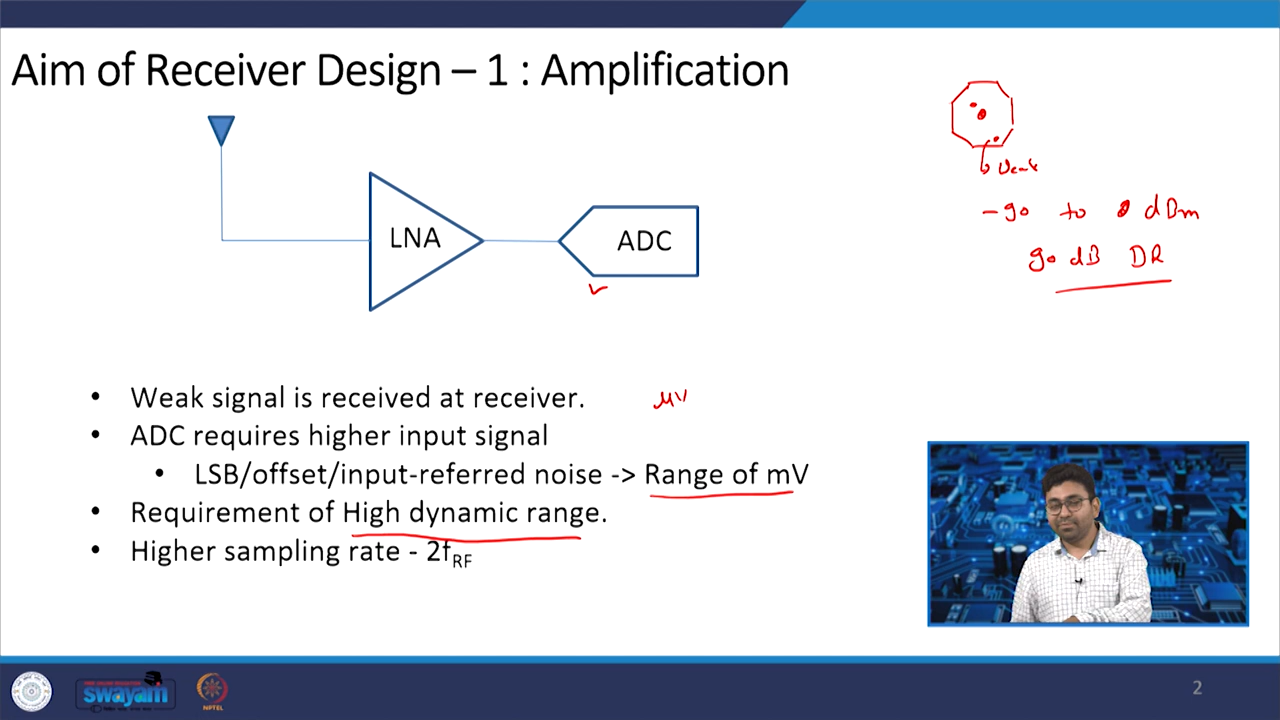 Aim of Receiver Design – 1 : Amplification
LNA
ADC
Weak
-90 to 0 dBm
90 dB DR
• Weak signal is received at receiver.
μV
• ADC requires higher input signal
• LSB/offset/input-referred noise -> Range of mV
• Requirement of High dynamic range.
• Higher sampling rate - 2fRF
swayam
NPTEL
2